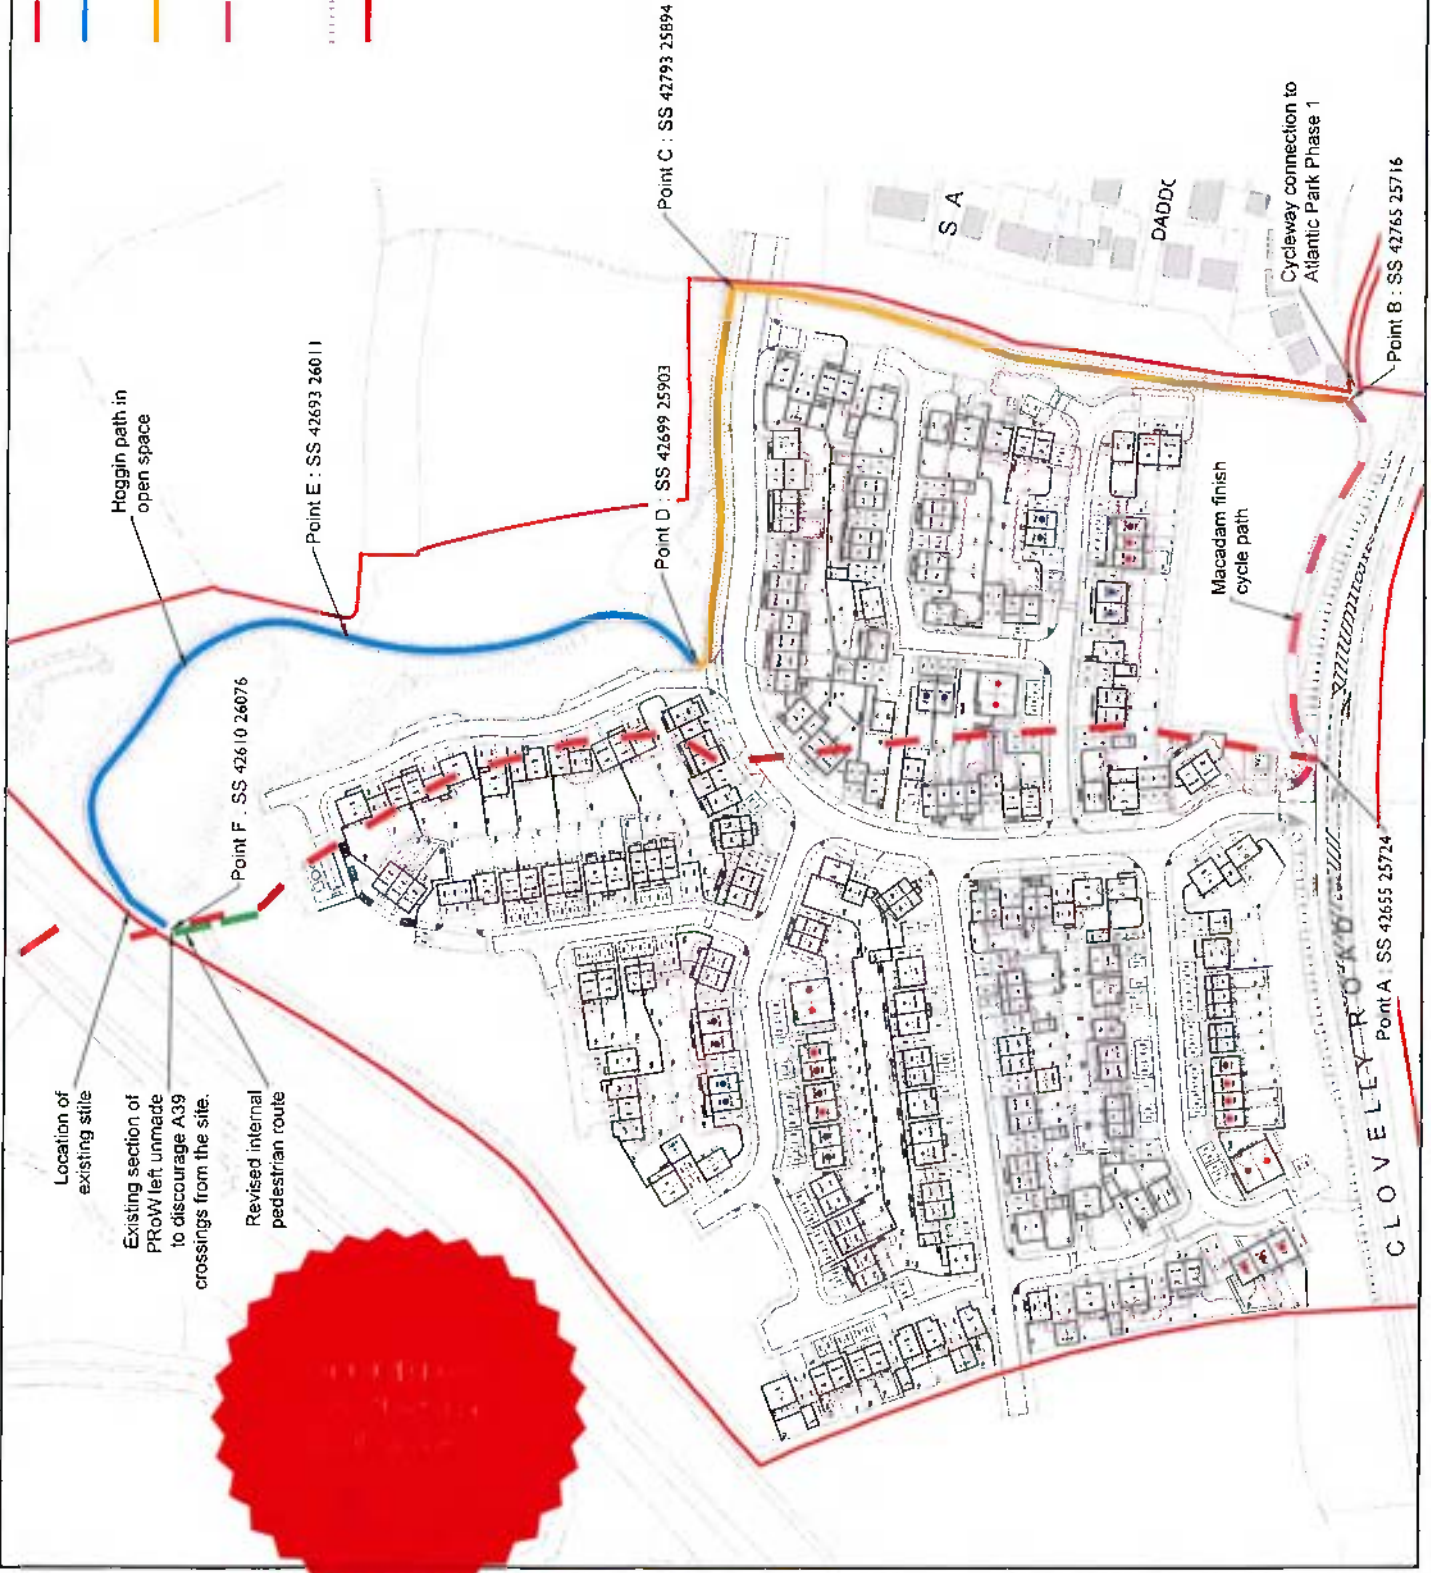 Location of
existing stile
Existing section of
PRoW left unmade
to discourage A39
crossings from the site.
Revised internal
pedestrian route
Point F : SS 42610 26076
Hoggin path in
open space
Point E : SS 42693 26011
Point D : SS 42699 25903
Point C : SS 42793 25894
S A
DADDO
Cycleway connection to
Atlantic Park Phase 1
Point B : SS 42765 25716
Macadam finish
cycle path
Point A : SS 42655 25724
CLOVELLY ROAD